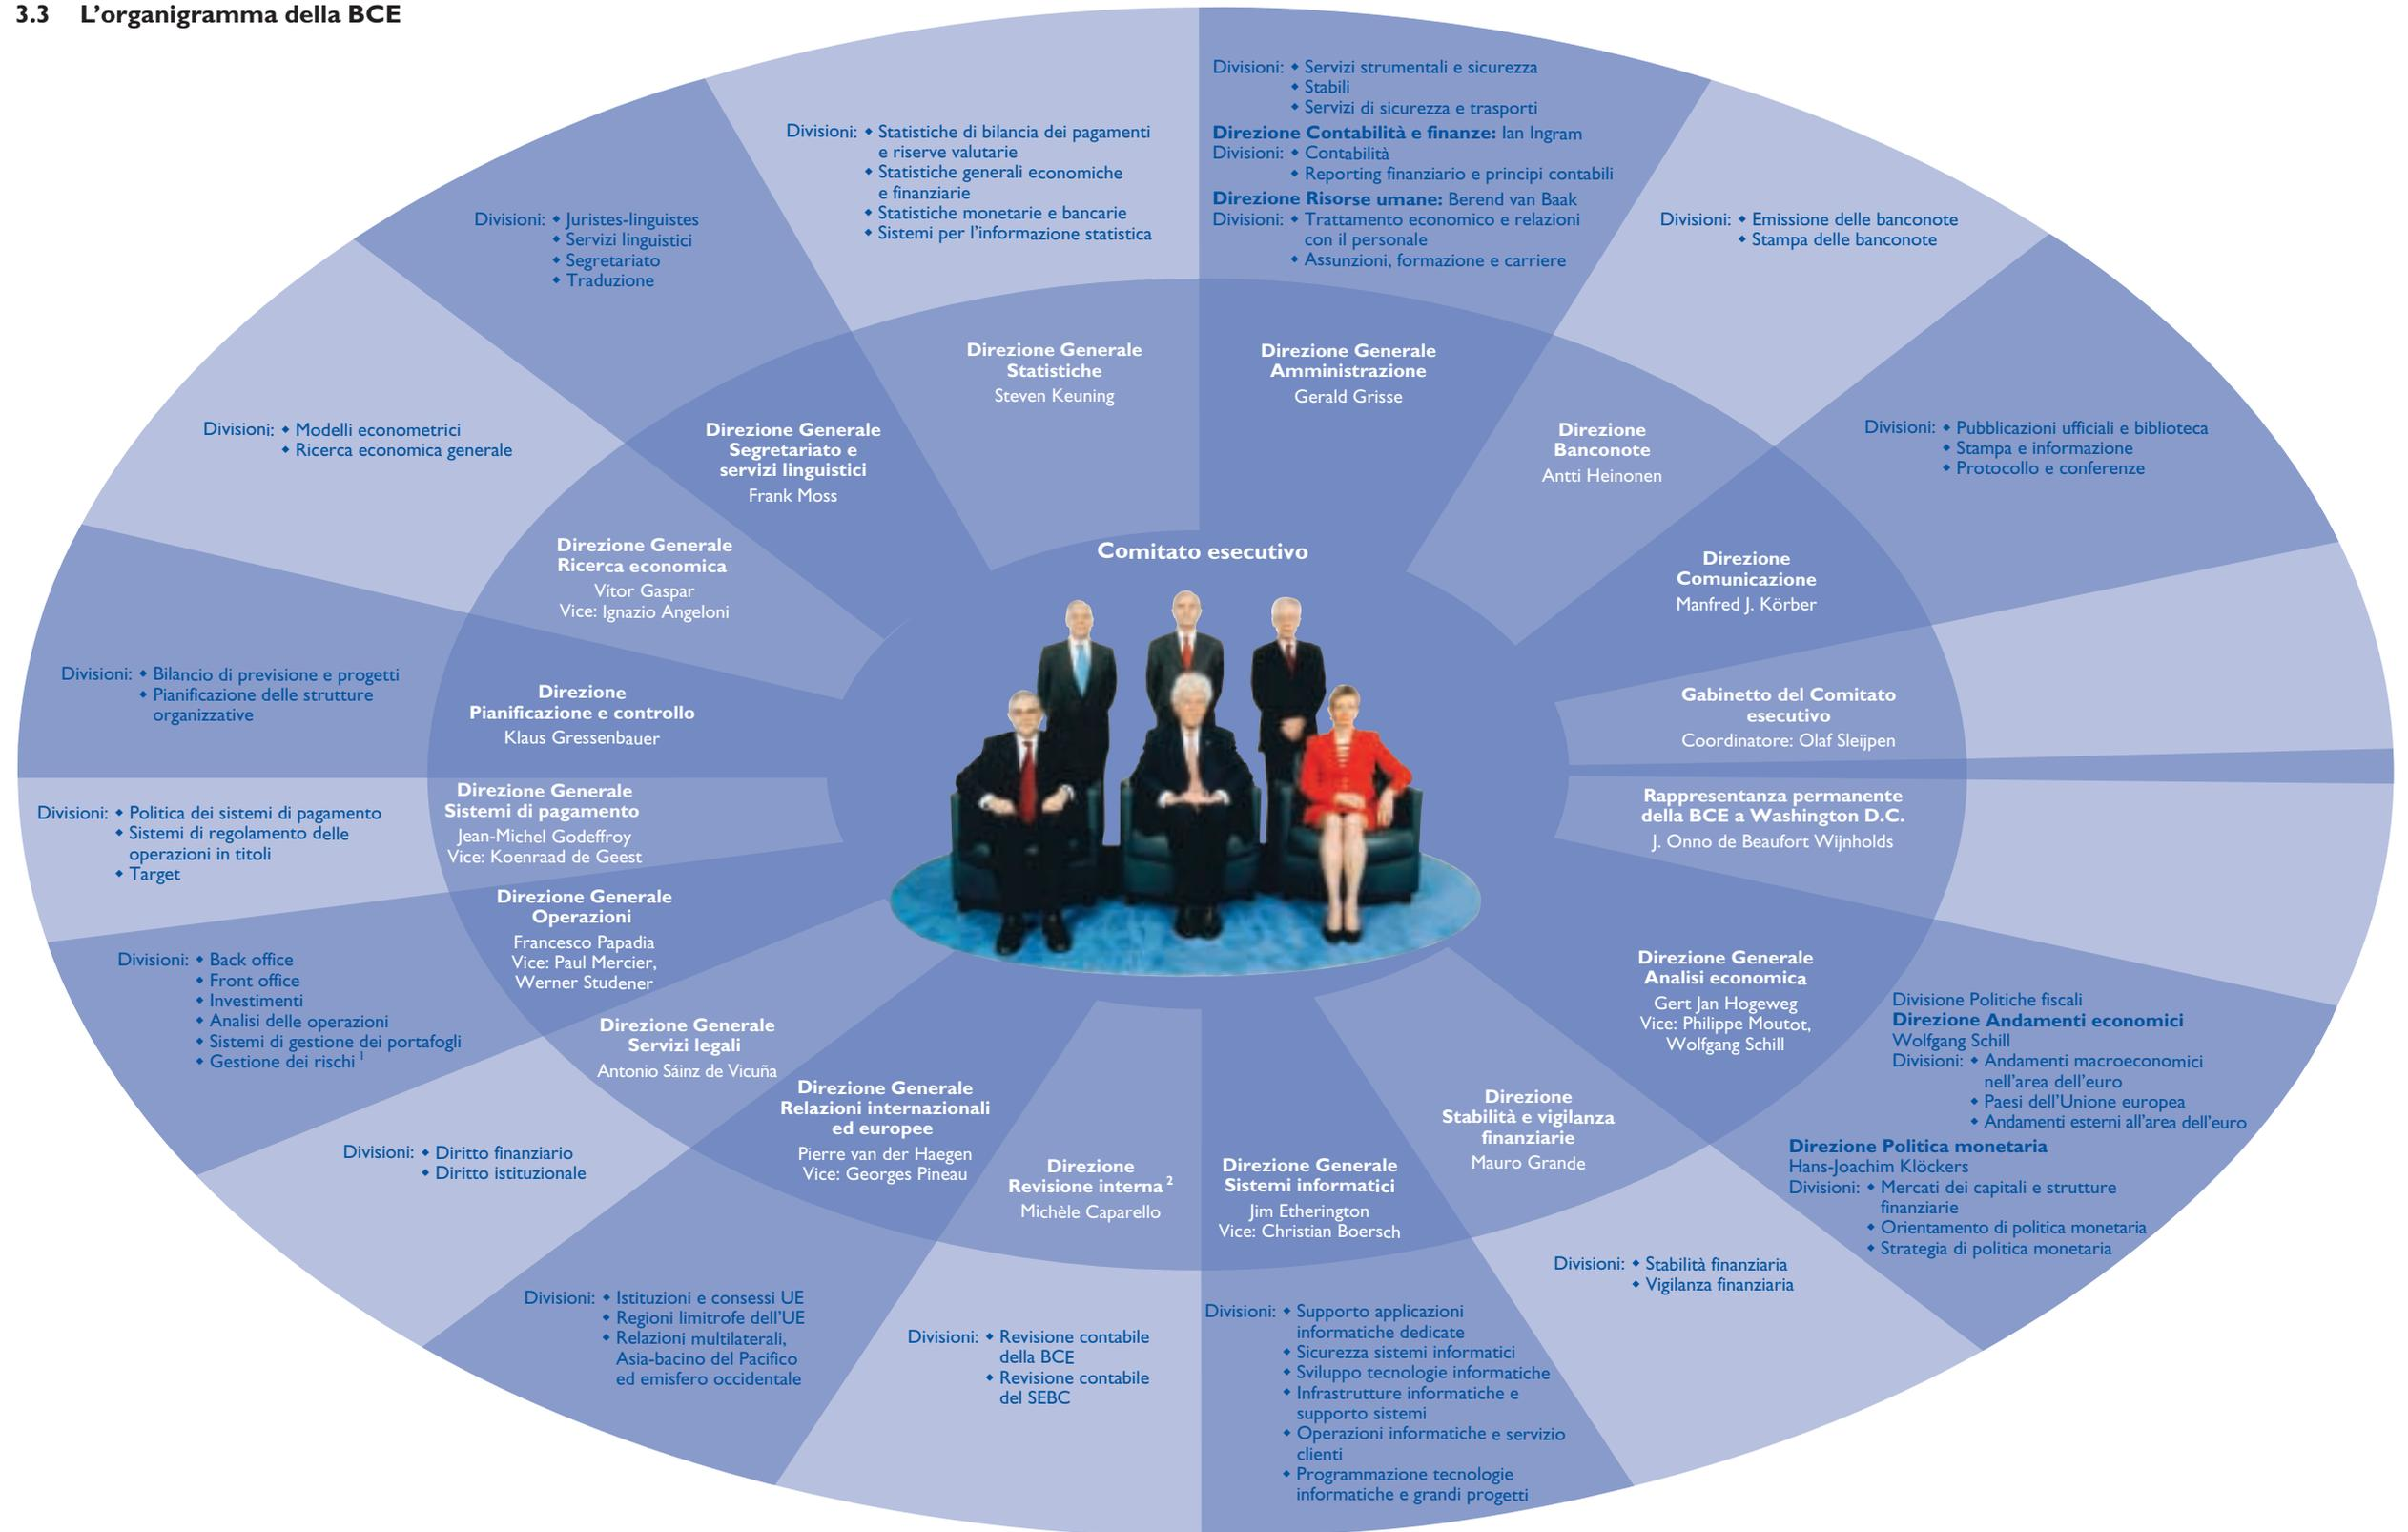 3.3 L'organigramma della BCE
Divisioni: • Servizi strumentali e sicurezza
• Stabili
• Servizi di sicurezza e trasporti
Direzione Contabilità e finanze: Ian Ingram
Divisioni: • Contabilità
• Reporting finanziario e principi contabili
Direzione Risorse umane: Berend van Baak
Divisioni: • Trattamento economico e relazioni
con il personale
• Assunzioni, formazione e carriere
Direzione Generale
Amministrazione
Gerald Grisse
Divisioni: • Emissione delle banconote
• Stampa delle banconote
Direzione
Banconote
Antti Heinonen
Divisioni: • Pubblicazioni ufficiali e biblioteca
• Stampa e informazione
• Protocollo e conferenze
Direzione
Comunicazione
Manfred J. Körber
Gabinetto del Comitato
esecutivo
Coordinatore: Olaf Sleijpen
Rappresentanza permanente
della BCE a Washington D.C.
J. Onno de Beaufort Wijnholds
Direzione Generale
Analisi economica
Gert Jan Hogeweg
Vice: Philippe Moutot,
Wolfgang Schill
Divisione Politiche fiscali
Direzione Andamenti economici
Wolfgang Schill
Divisioni: • Andamenti macroeconomici
nell'area dell'euro
• Paesi dell'Unione europea
• Andamenti esterni all'area dell'euro
Direzione Politica monetaria
Hans-Joachim Klöckers
Divisioni: • Mercati dei capitali e strutture
finanziarie
• Orientamento di politica monetaria
• Strategia di politica monetaria
Direzione
Stabilità e vigilanza
finanziarie
Mauro Grande
Divisioni: • Stabilità finanziaria
• Vigilanza finanziaria
Direzione Generale
Sistemi informatici
Jim Etherington
Vice: Christian Boersch
Divisioni: • Supporto applicazioni
informatiche dedicate
• Sicurezza sistemi informatici
• Sviluppo tecnologie informatiche
• Infrastrutture informatiche e
supporto sistemi
• Operazioni informatiche e servizio
clienti
• Programmazione tecnologie
informatiche e grandi progetti
Direzione
Revisione interna 2
Michèle Caparello
Divisioni: • Revisione contabile
della BCE
• Revisione contabile
del SEBC
Direzione Generale
Relazioni internazionali
ed europee
Pierre van der Haegen
Vice: Georges Pineau
Divisioni: • Istituzioni e consessi UE
• Regioni limitrofe dell'UE
• Relazioni multilaterali,
Asia-bacino del Pacifico
ed emisfero occidentale
Direzione Generale
Servizi legali
Antonio Sáinz de Vicuña
Divisioni: • Diritto finanziario
• Diritto istituzionale
Direzione Generale
Operazioni
Francesco Papadia
Vice: Paul Mercier,
Werner Studener
Divisioni: • Back office
• Front office
• Investimenti
• Analisi delle operazioni
• Sistemi di gestione dei portafogli
• Gestione dei rischi 1
Direzione Generale
Sistemi di pagamento
Jean-Michel Godeffroy
Vice: Koenraad de Geest
Divisioni: • Politica dei sistemi di pagamento
• Sistemi di regolamento delle
operazioni in titoli
• Target
Direzione
Pianificazione e controllo
Klaus Gressenbauer
Divisioni: • Bilancio di previsione e progetti
• Pianificazione delle strutture
organizzative
Direzione Generale
Ricerca economica
Vítor Gaspar
Vice: Ignazio Angeloni
Divisioni: • Modelli econometrici
• Ricerca economica generale
Direzione Generale
Segretariato e
servizi linguistici
Frank Moss
Divisioni: • Juristes-linguistes
• Servizi linguistici
• Segretariato
• Traduzione
Direzione Generale
Statistiche
Steven Keuning
Divisioni: • Statistiche di bilancia dei pagamenti
e riserve valutarie
• Statistiche generali economiche
e finanziarie
• Statistiche monetarie e bancarie
• Sistemi per l'informazione statistica
Comitato esecutivo